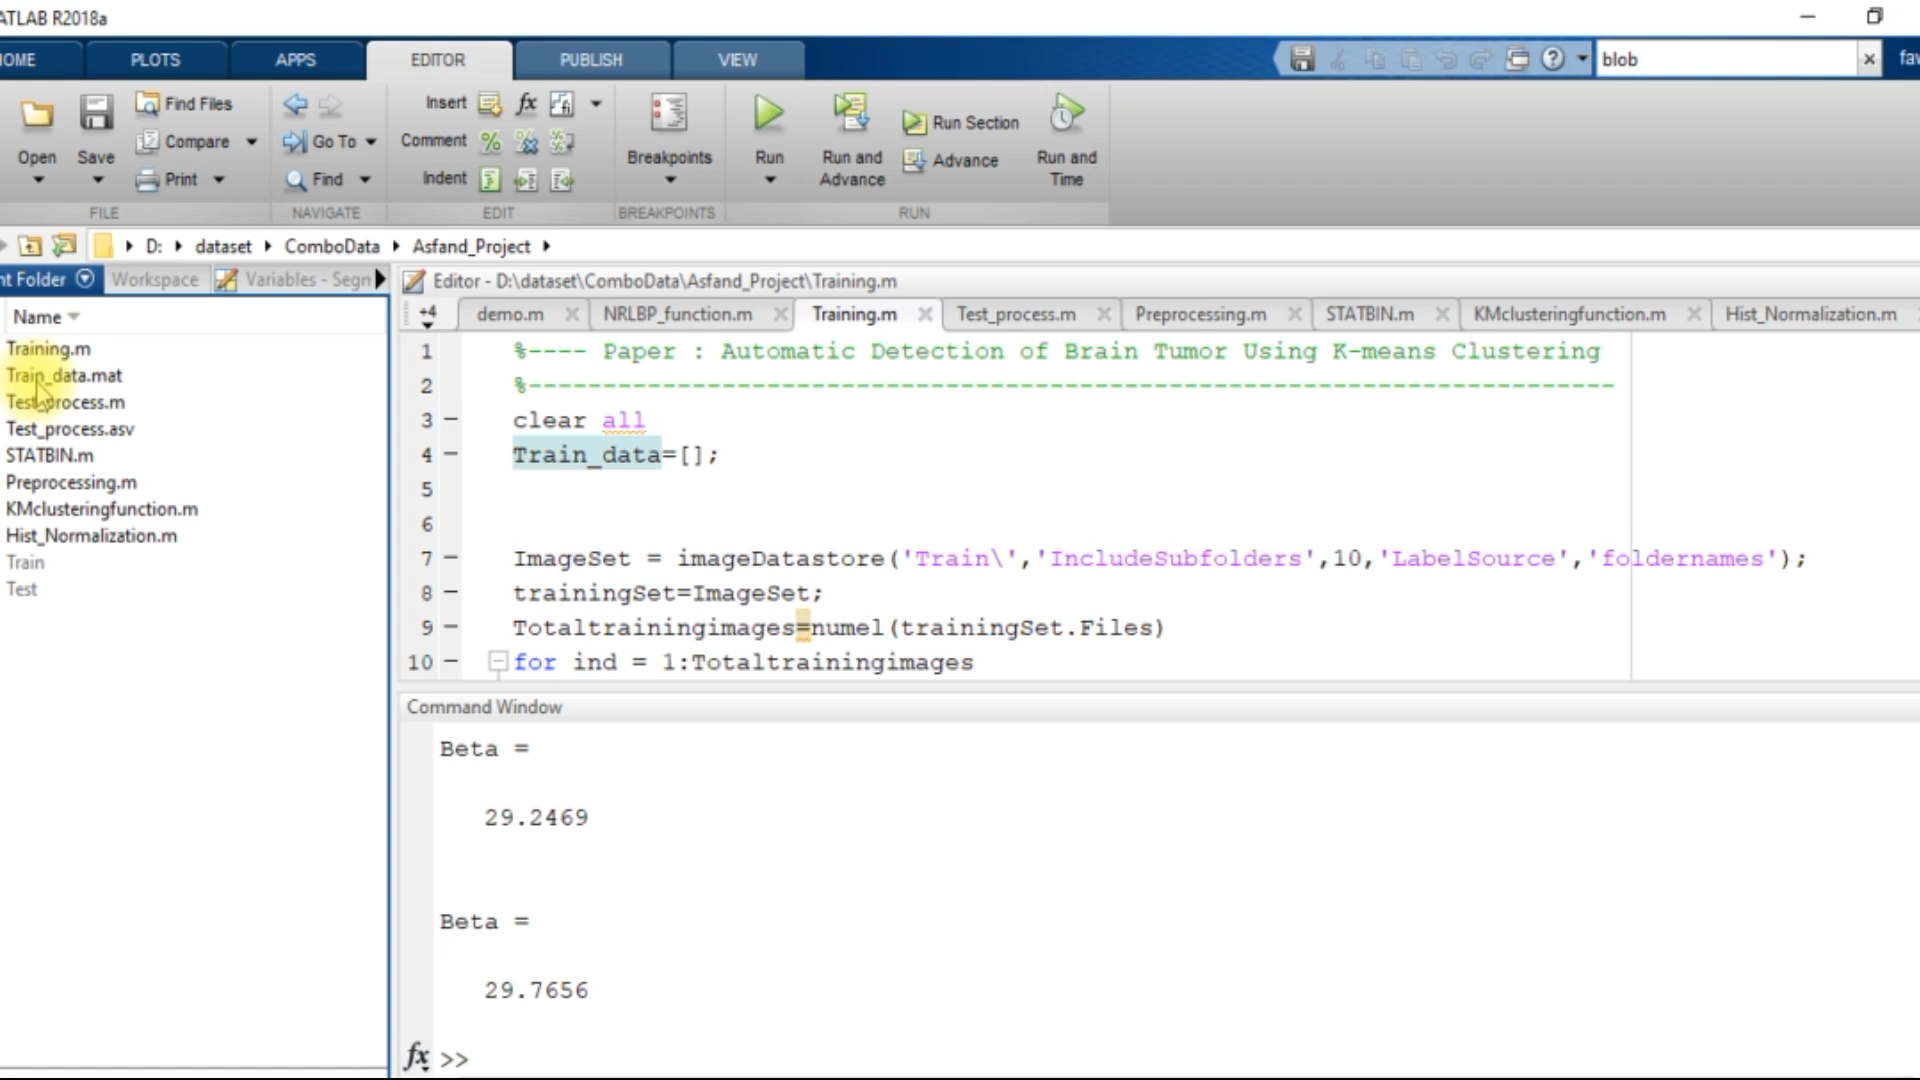 ATLAB R2018a
OME PLOTS APPS EDITOR PUBLISH VIEW blob fav
Find Files Insert fx
Open Save Compare Go To Comment Breakpoints Run Run and Advance Run Section Advance Run and Time
Print Find Indent
FILE NAVIGATE EDIT BREAKPOINTS RUN
D: dataset ComboData Asfand_Project
nt Folder Workspace Variables - Segn Editor - D:\dataset\ComboData\Asfand_Project\Training.m
+4 demo.m NRLBP_function.m Training.m Test_process.m Preprocessing.m STATBIN.m KMclusteringfunction.m Hist_Normalization.m
Name
Training.m
Train_data.mat
Test_process.m
Test_process.asv
STATBIN.m
Preprocessing.m
KMclusteringfunction.m
Hist_Normalization.m
Train
Test
1 %---- Paper : Automatic Detection of Brain Tumor Using K-means Clustering
2 %--------------------------------------------------------------------------
3 − clear all
4 − Train_data=[];
5
6
7 − ImageSet = imageDatastore('Train\','IncludeSubfolders',10,'LabelSource','foldernames');
8 − trainingSet=ImageSet;
9 − Totaltrainingimages=numel(trainingSet.Files)
10 − for ind = 1:Totaltrainingimages
Command Window
Beta =
29.2469
Beta =
29.7656
fx >>